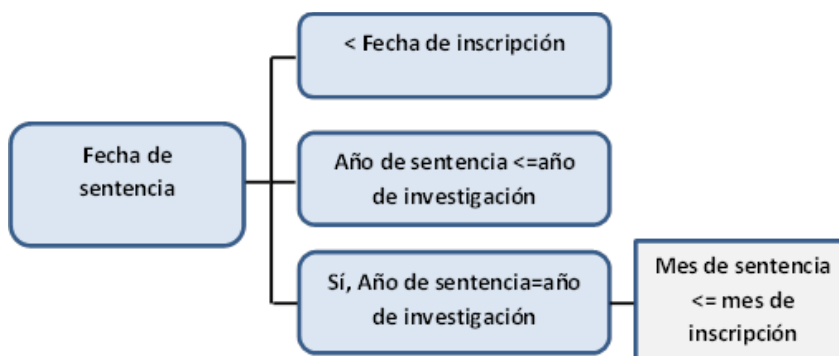 < Fecha de inscripción
Fecha de
sentencia
Año de sentencia <=año
de investigación
Sí, Año de sentencia=año
de investigación
Mes de sentencia
<= mes de
inscripción